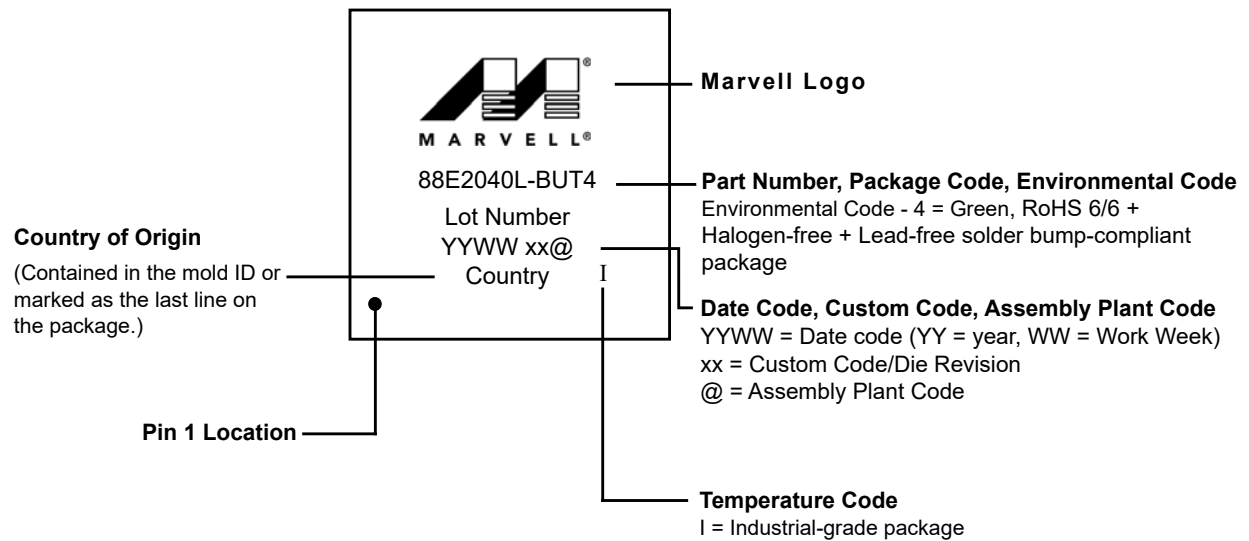 MARVELL®
®
88E2040L-BUT4
Lot Number
YYWW xx@
Country
I
Marvell Logo
Part Number, Package Code, Environmental Code
Environmental Code - 4 = Green, RoHS 6/6 +
Halogen-free + Lead-free solder bump-compliant
package
Country of Origin
(Contained in the mold ID or
marked as the last line on
the package.)
Date Code, Custom Code, Assembly Plant Code
YYWW = Date code (YY = year, WW = Work Week)
xx = Custom Code/Die Revision
@ = Assembly Plant Code
Pin 1 Location
Temperature Code
I = Industrial-grade package